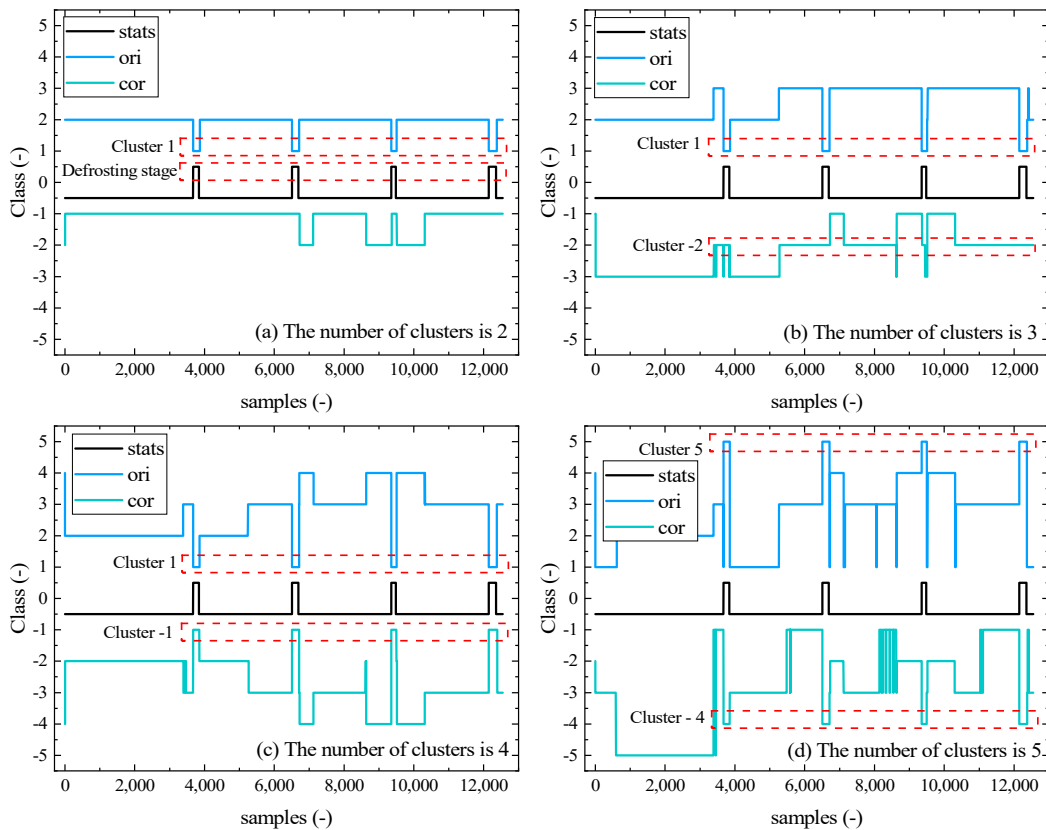 stats
ori
cor
Cluster 1
Defrosting stage
(a) The number of clusters is 2
Class (-)
5
4
3
2
1
0
-1
-2
-3
-4
-5
0 2,000 4,000 6,000 8,000 10,000 12,000
samples (-)
stats
ori
cor
Cluster 1
Cluster -2
(b) The number of clusters is 3
Class (-)
5
4
3
2
1
0
-1
-2
-3
-4
-5
0 2,000 4,000 6,000 8,000 10,000 12,000
samples (-)
stats
ori
cor
Cluster 1
Cluster -1
(c) The number of clusters is 4
Class (-)
5
4
3
2
1
0
-1
-2
-3
-4
-5
0 2,000 4,000 6,000 8,000 10,000 12,000
samples (-)
Cluster 5
stats
ori
cor
Cluster - 4
(d) The number of clusters is 5
Class (-)
5
4
3
2
1
0
-1
-2
-3
-4
-5
0 2,000 4,000 6,000 8,000 10,000 12,000
samples (-)